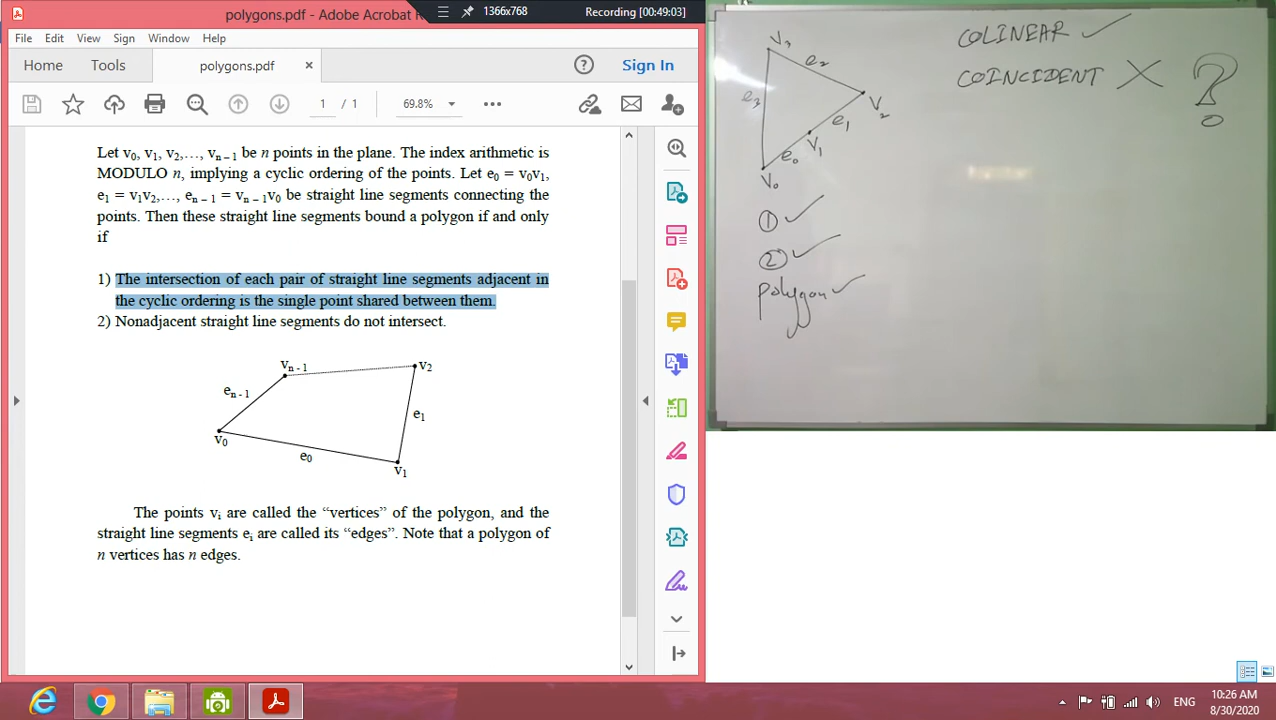 polygons.pdf - Adobe Acrobat R
1366x768
Recording [00:49:03]
File Edit View Sign Window Help
Home Tools polygons.pdf × Sign In
1 / 1 69.8%
Let v0, v1, v2,…, vn – 1 be n points in the plane. The index arithmetic is
MODULO n, implying a cyclic ordering of the points. Let e0 = v0v1,
e1 = v1v2,…, en – 1 = vn – 1v0 be straight line segments connecting the
points. Then these straight line segments bound a polygon if and only
if
1) The intersection of each pair of straight line segments adjacent in
the cyclic ordering is the single point shared between them.
2) Nonadjacent straight line segments do not intersect.
vn - 1
v2
en - 1
e1
v0
e0
v1
The points vi are called the “vertices” of the polygon, and the
straight line segments ei are called its “edges”. Note that a polygon of
n vertices has n edges.
V3
e2
e3
V2
e1
V1
e0
V0
① ✓
② ✓
polygon ✓
COLINEAR ✓
COINCIDENT X ?
ENG
10:26 AM
8/30/2020